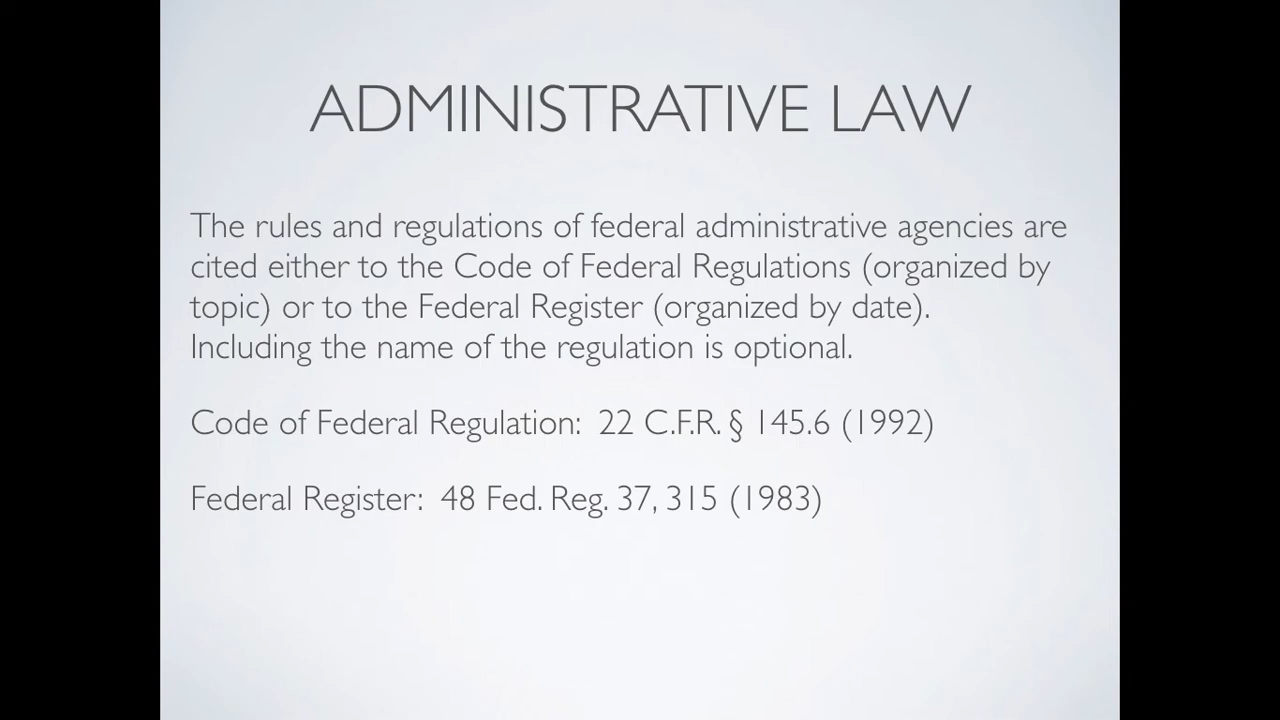 ADMINISTRATIVE LAW
The rules and regulations of federal administrative agencies are
cited either to the Code of Federal Regulations (organized by
topic) or to the Federal Register (organized by date).
Including the name of the regulation is optional.
Code of Federal Regulation:  22 C.F.R. § 145.6 (1992)
Federal Register:  48 Fed. Reg. 37, 315 (1983)